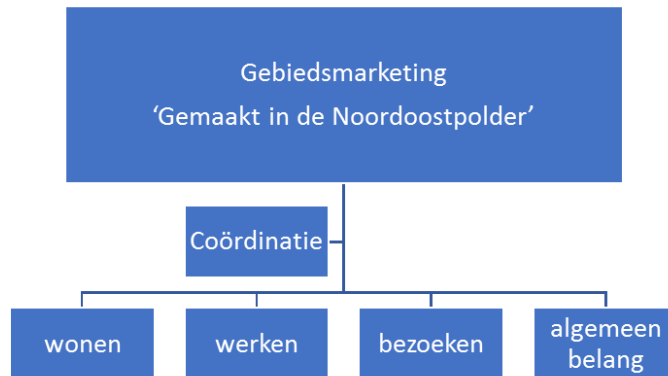 Gebiedsmarketing
‘Gemaakt in de Noordoostpolder’
Coördinatie
wonen
werken
bezoeken
algemeen
belang